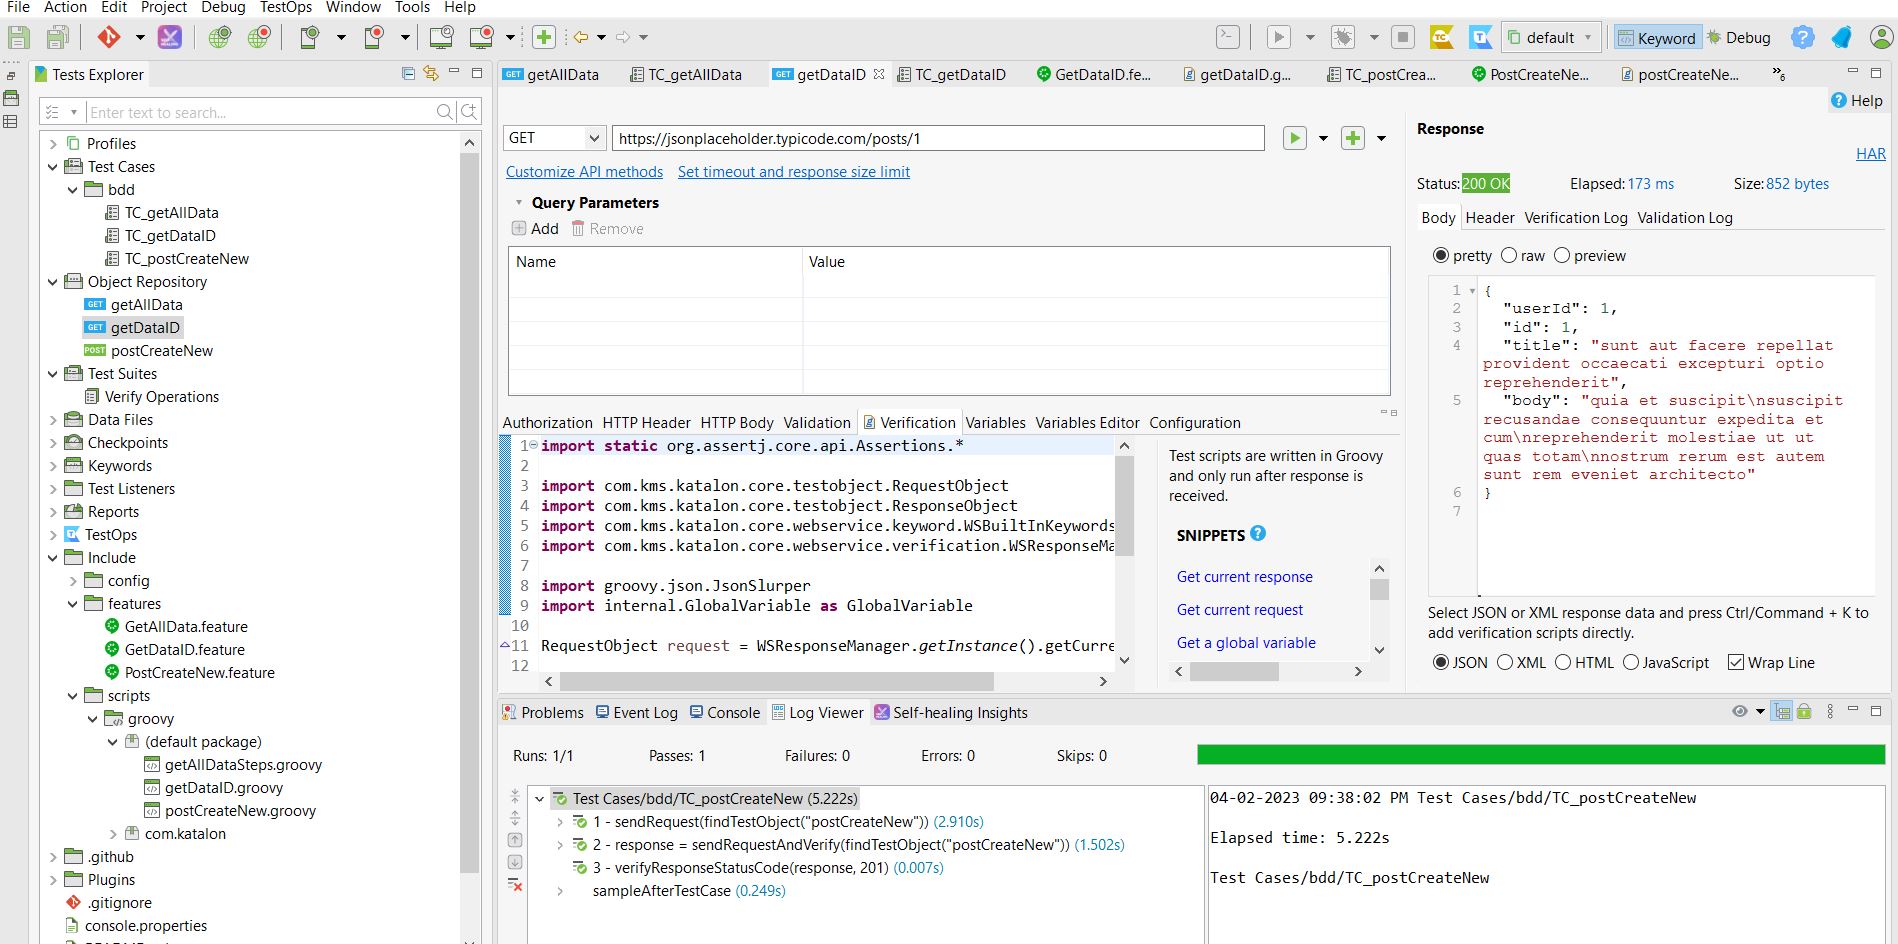 File Action Edit Project Debug TestOps Window Tools Help
default Keyword Debug
Tests Explorer
Enter text to search...
Profiles
Test Cases
bdd
TC_getAllData
TC_getDataID
TC_postCreateNew
Object Repository
GET getAllData
GET getDataID
POST postCreateNew
Test Suites
Verify Operations
Data Files
Checkpoints
Keywords
Test Listeners
Reports
TestOps
Include
config
features
GetAllData.feature
GetDataID.feature
PostCreateNew.feature
scripts
groovy
(default package)
getAllDataSteps.groovy
getDataID.groovy
postCreateNew.groovy
com.katalon
.github
Plugins
.gitignore
console.properties
GET getAllData TC_getAllData GET getDataID TC_getDataID GetDataID.fe... getDataID.g... TC_postCrea... PostCreateNe... postCreateNe... »6
Help
GET https://jsonplaceholder.typicode.com/posts/1
Customize API methods Set timeout and response size limit
Query Parameters
Add Remove
Name Value
Authorization HTTP Header HTTP Body Validation Verification Variables Variables Editor Configuration
1 import static org.assertj.core.api.Assertions.*
2
3 import com.kms.katalon.core.testobject.RequestObject
4 import com.kms.katalon.core.testobject.ResponseObject
5 import com.kms.katalon.core.webservice.keyword.WSBuiltInKeywords
6 import com.kms.katalon.core.webservice.verification.WSResponseMa
7
8 import groovy.json.JsonSlurper
9 import internal.GlobalVariable as GlobalVariable
10
11 RequestObject request = WSResponseManager.getInstance().getCurre
12
Test scripts are written in Groovy
and only run after response is
received.
SNIPPETS ?
Get current response
Get current request
Get a global variable
Response
HAR
Status: 200 OK Elapsed: 173 ms Size: 852 bytes
Body Header Verification Log Validation Log
pretty raw preview
1 {
2 "userId": 1,
3 "id": 1,
4 "title": "sunt aut facere repellat
provident occaecati excepturi optio
reprehenderit",
5 "body": "quia et suscipit\nsuscipit
recusandae consequuntur expedita et
cum\nreprehenderit molestiae ut ut
quas totam\nnostrum rerum est autem
sunt rem eveniet architecto"
6 }
7
Select JSON or XML response data and press Ctrl/Command + K to
add verification scripts directly.
JSON XML HTML JavaScript Wrap Line
Problems Event Log Console Log Viewer Self-healing Insights
Runs: 1/1 Passes: 1 Failures: 0 Errors: 0 Skips: 0
Test Cases/bdd/TC_postCreateNew (5.222s)
1 - sendRequest(findTestObject("postCreateNew")) (2.910s)
2 - response = sendRequestAndVerify(findTestObject("postCreateNew")) (1.502s)
3 - verifyResponseStatusCode(response, 201) (0.007s)
sampleAfterTestCase (0.249s)
04-02-2023 09:38:02 PM Test Cases/bdd/TC_postCreateNew
Elapsed time: 5.222s
Test Cases/bdd/TC_postCreateNew